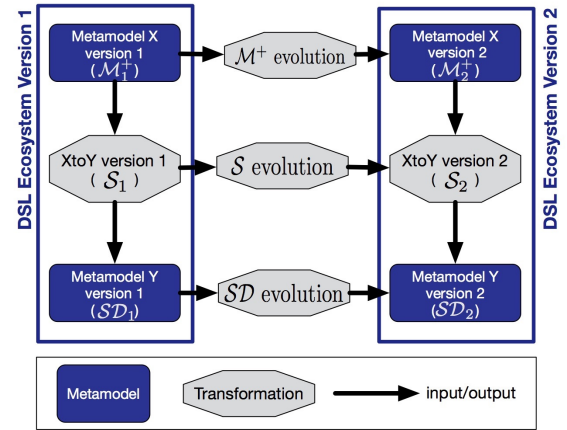 DSL Ecosystem Version 1
DSL Ecosystem Version 2
Metamodel X
version 1
(ℳ₁⁺)
ℳ⁺ evolution
Metamodel X
version 2
(ℳ₂⁺)
XtoY version 1
( 𝒮₁ )
𝒮 evolution
XtoY version 2
( 𝒮₂ )
Metamodel Y
version 1
(𝒮𝒟₁)
𝒮𝒟 evolution
Metamodel Y
version 2
(𝒮𝒟₂)
Metamodel
Transformation
input/output